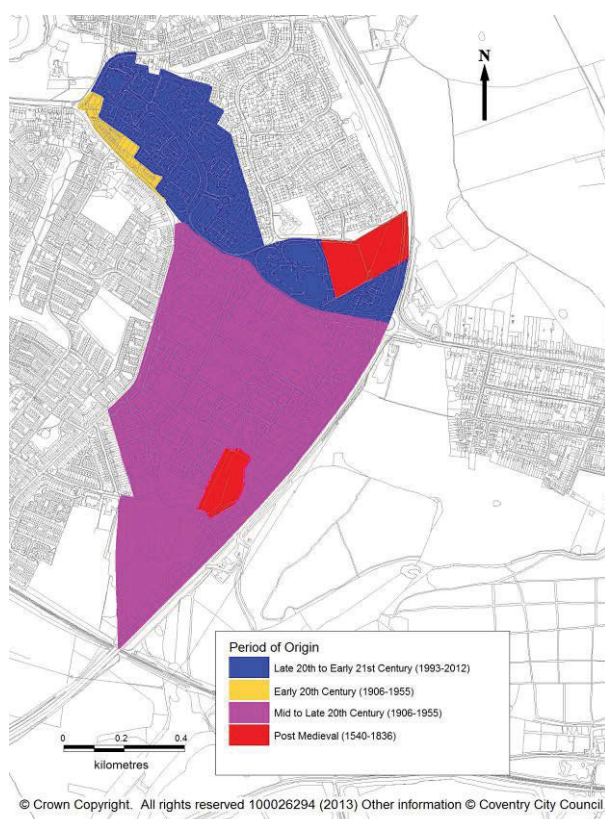 N
Period of Origin
Late 20th to Early 21st Century (1993-2012)
Early 20th Century (1906-1955)
Mid to Late 20th Century (1906-1955)
Post Medieval (1540-1836)
0 0.2 0.4
kilometres
© Crown Copyright. All rights reserved 100026294 (2013) Other information © Coventry City Council